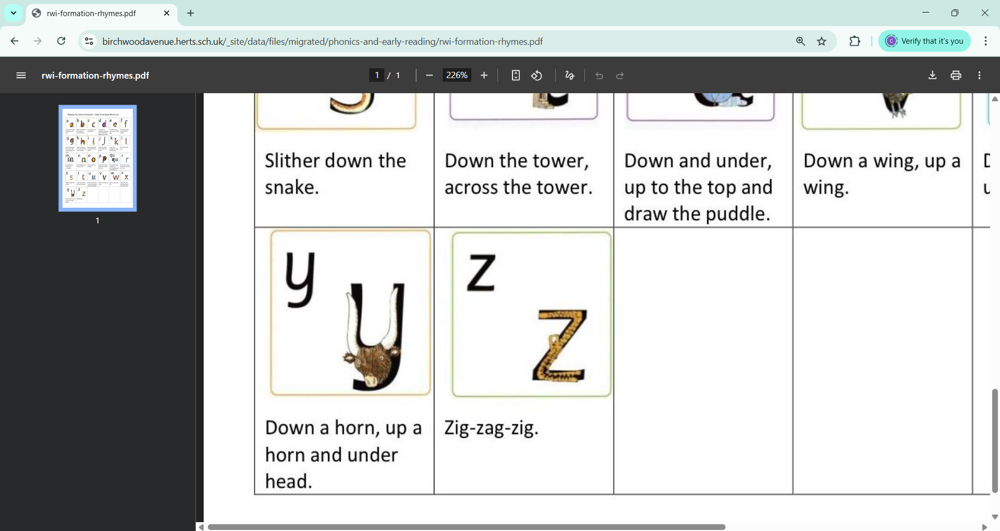 rwi-formation-rhymes.pdf
birchwoodavenue.herts.sch.uk/_site/data/files/migrated/phonics-and-early-reading/rwi-formation-rhymes.pdf
C
Verify that it's you
rwi-formation-rhymes.pdf
1 / 1
226%
1
Slither down the
snake.
Down the tower,
across the tower.
Down and under,
up to the top and
draw the puddle.
Down a wing, up a
wing.
y
y
z
z
Down a horn, up a
horn and under
head.
Zig-zag-zig.